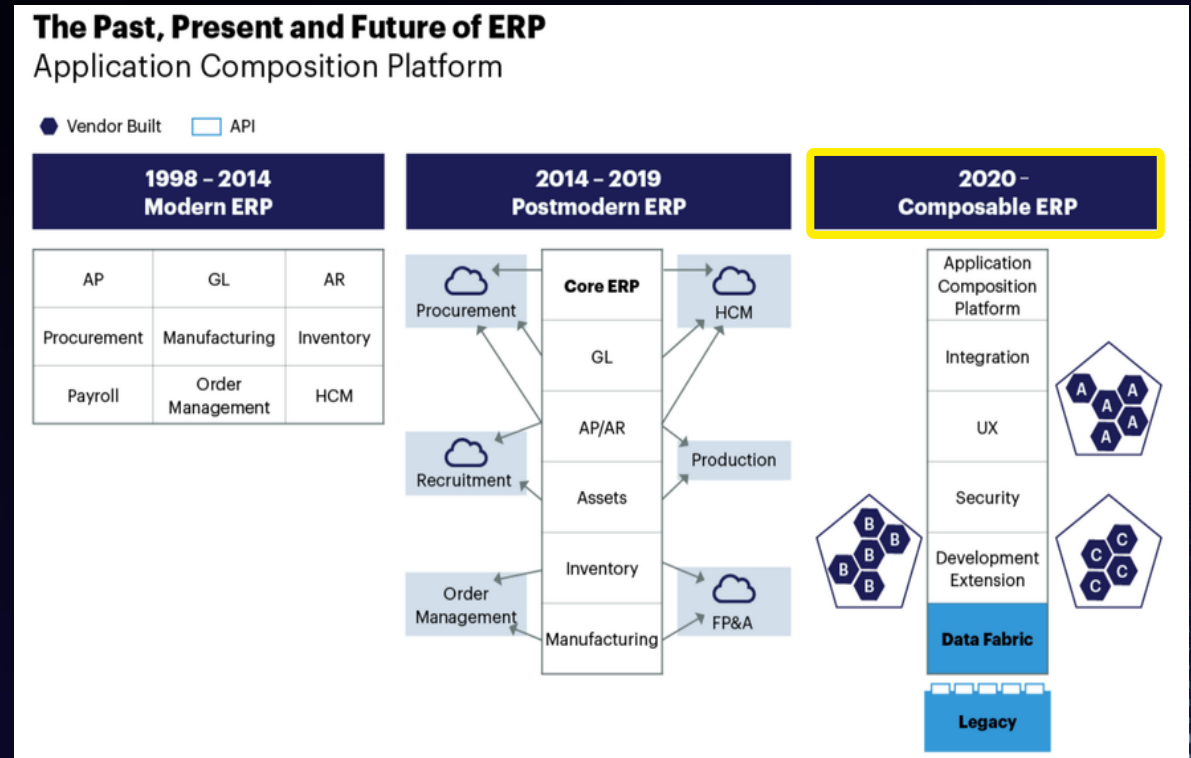 The Past, Present and Future of ERP
Application Composition Platform
Vendor Built
API
1998 – 2014
Modern ERP
AP
GL
AR
Procurement
Manufacturing
Inventory
Payroll
Order
Management
HCM
2014 – 2019
Postmodern ERP
Procurement
Core ERP
HCM
GL
AP/AR
Recruitment
Production
Assets
Inventory
Order
Management
FP&A
Manufacturing
2020 –
Composable ERP
Application
Composition
Platform
Integration
A
A
A
A
A
UX
Security
B
B
B
B
B
C
C
C
C
Development
Extension
Data Fabric
Legacy